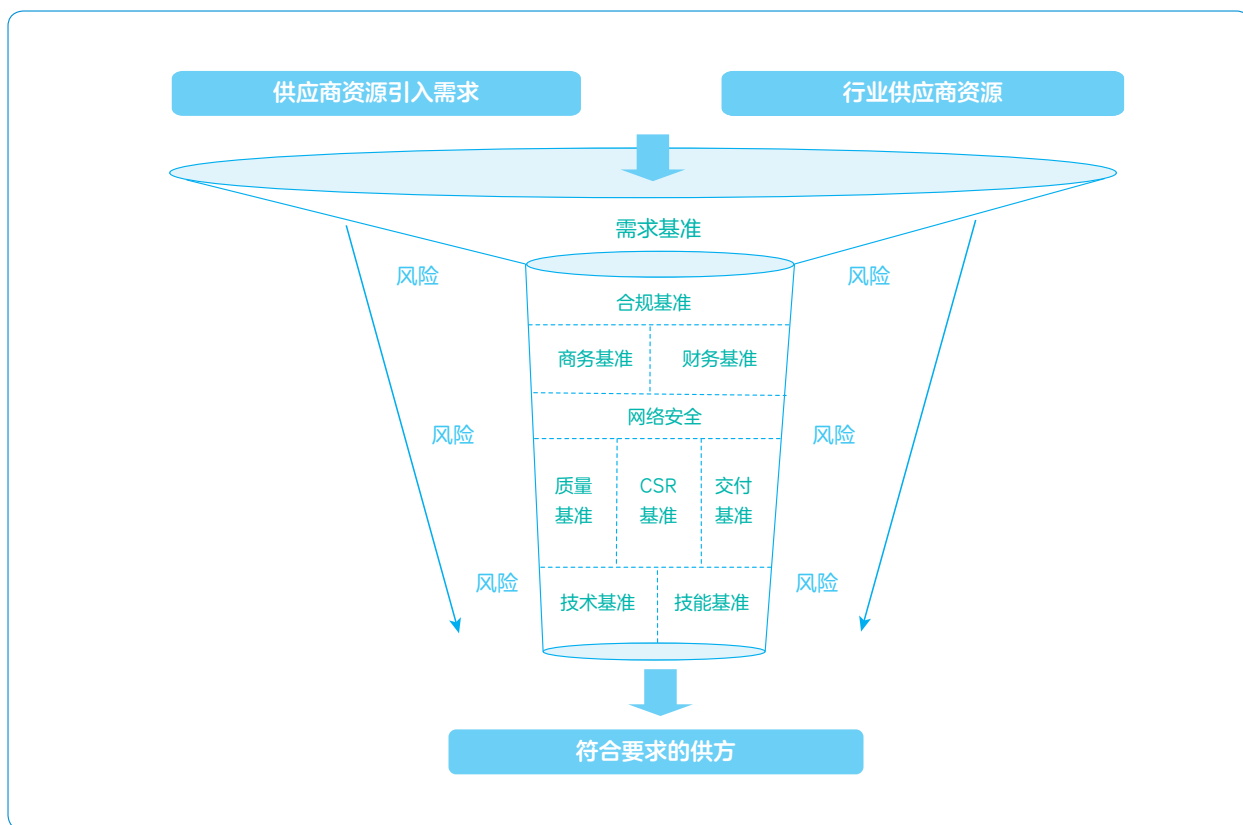 供应商资源引入需求
行业供应商资源
需求基准
风险
风险
合规基准
商务基准
财务基准
网络安全
风险
风险
质量
基准
CSR
基准
交付
基准
风险
风险
技术基准
技能基准
符合要求的供方